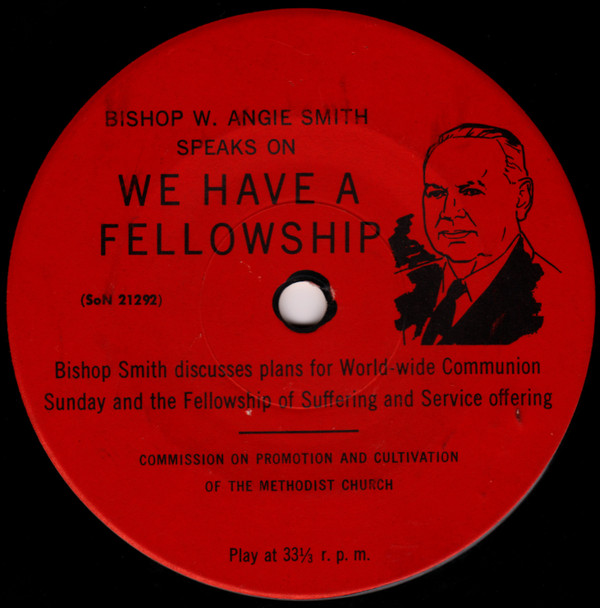 BISHOP W. ANGIE SMITH
SPEAKS ON
WE HAVE A
FELLOWSHIP
(SoN 21292)
Bishop Smith discusses plans for World-wide Communion
Sunday and the Fellowship of Suffering and Service offering
COMMISSION ON PROMOTION AND CULTIVATION
OF THE METHODIST CHURCH
Play at 33⅓ r. p. m.